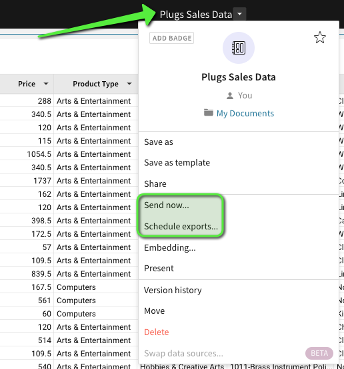 Plugs Sales Data
ADD BADGE
Plugs Sales Data
You
My Documents
Save as
Save as template
Share
Send now...
Schedule exports...
Embedding...
Present
Version history
Move
Delete
Swap data sources...
BETA
Price Product Type
288 Arts & Entertainment
340.5 Arts & Entertainment
120 Arts & Entertainment
115 Arts & Entertainment
1054.5 Arts & Entertainment
340.5 Arts & Entertainment
1737 Arts & Entertainment
162 Arts & Entertainment
120 Arts & Entertainment
398.5 Arts & Entertainment
172.5 Arts & Entertainment
57 Arts & Entertainment
109.5 Arts & Entertainment
839.5 Arts & Entertainment
167.5 Computers
561 Computers
60 Computers
120 Arts & Entertainment
514 Arts & Entertainment
109.5 Arts & Entertainment
540 Arts & Entertainment Hobbies & Creative Arts 1011-Brass Instrument Poli...